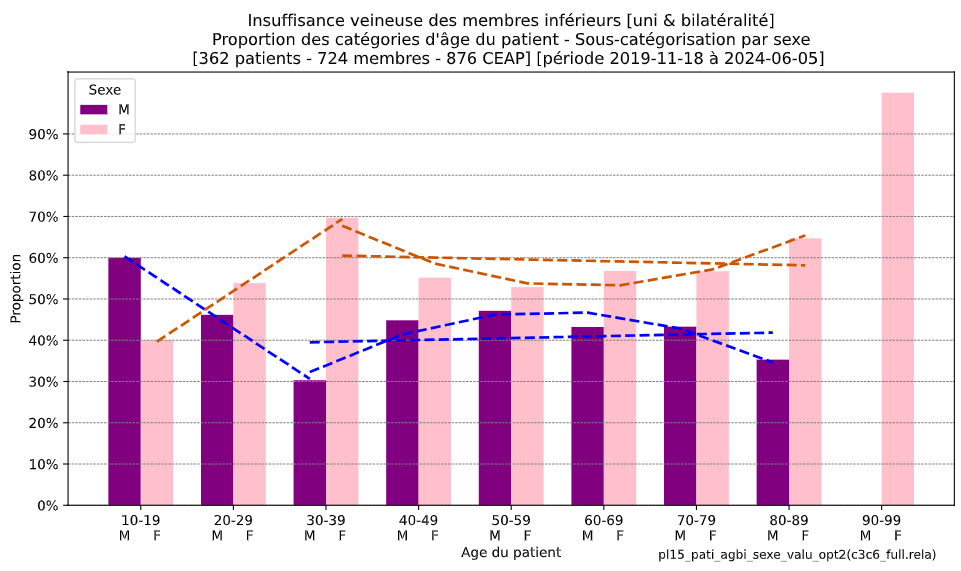 Insuffisance veineuse des membres inférieurs [uni & bilatéralité]
Proportion des catégories d'âge du patient - Sous-catégorisation par sexe
[362 patients - 724 membres - 876 CEAP] [période 2019-11-18 à 2024-06-05]
Sexe
M
F
90%
80%
70%
60%
50%
40%
30%
20%
10%
0%
Proportion
10-19 20-29 30-39 40-49 50-59 60-69 70-79 80-89 90-99
M F M F M F M F M F M F M F M F M F
Age du patient
pl15_pati_agbi_sexe_valu_opt2(c3c6_full.rela)